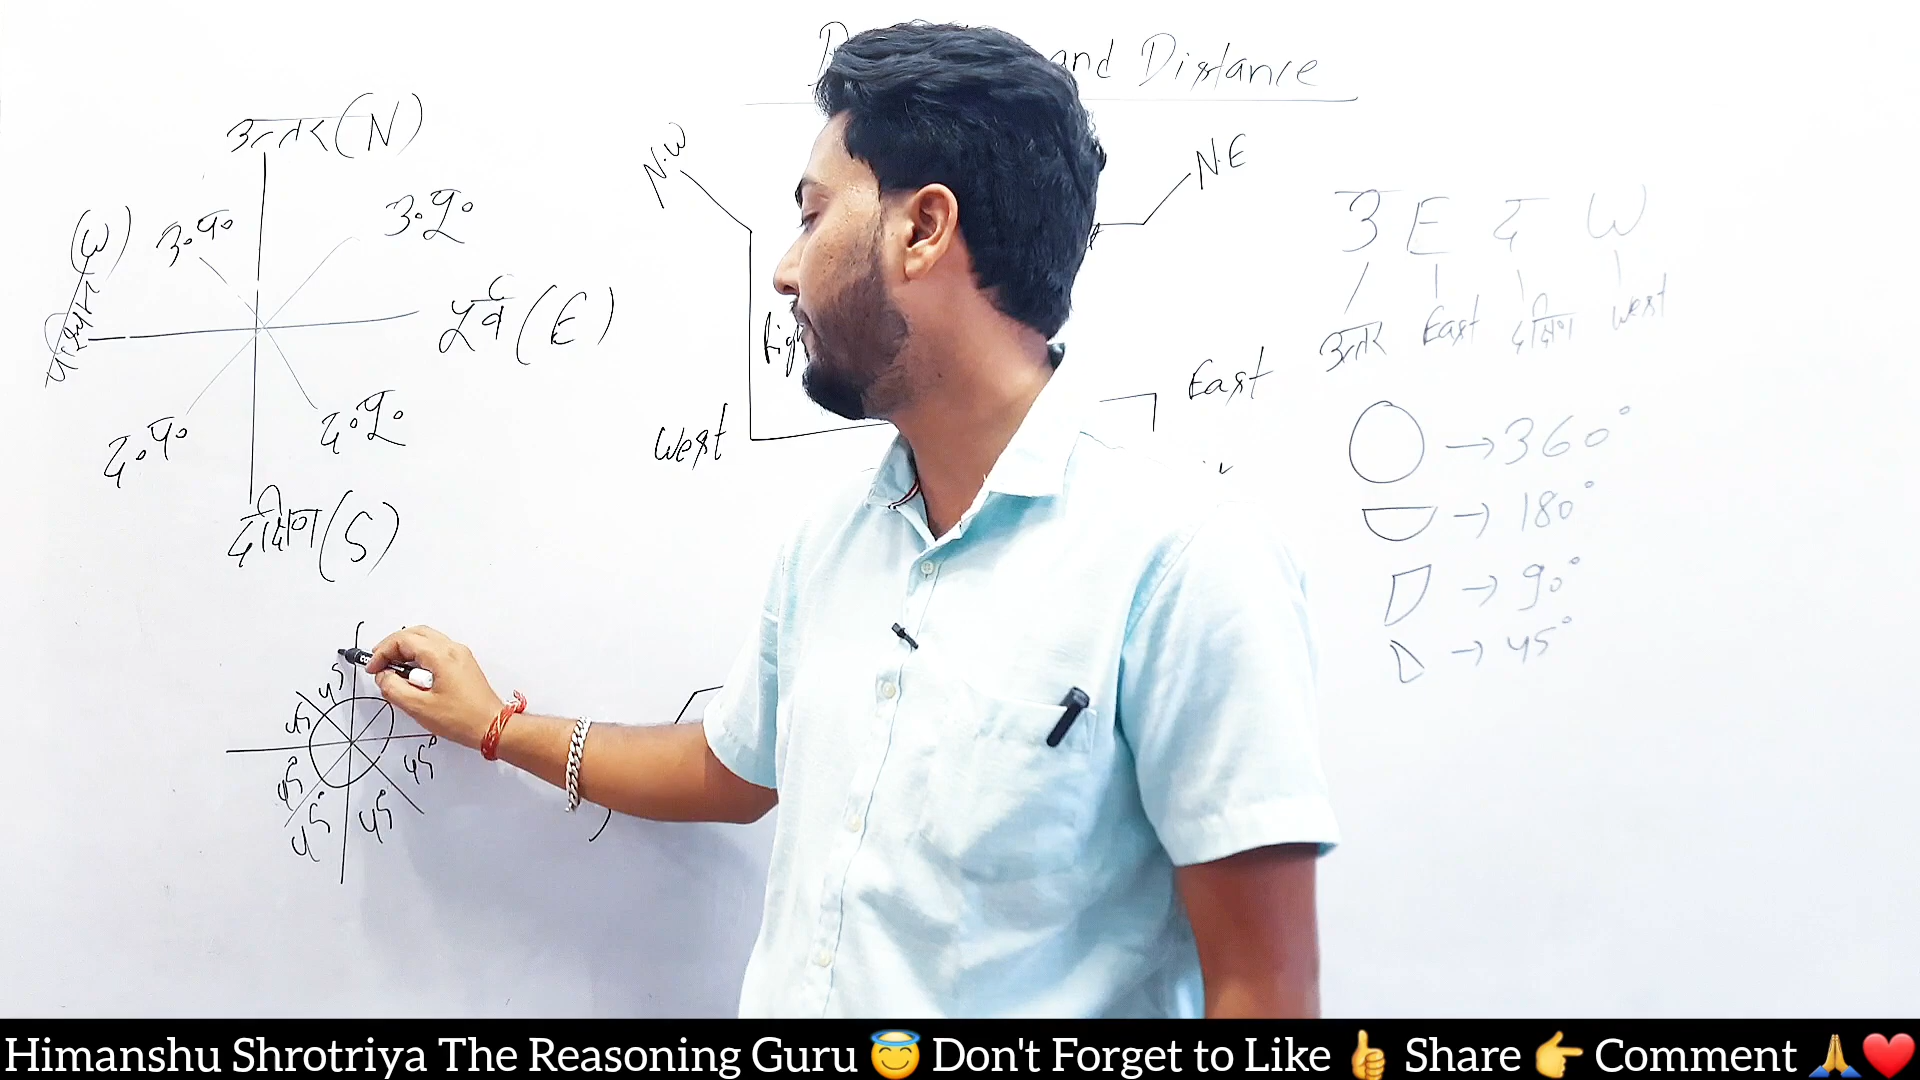 and Distance
उत्तर (N)
उ॰प॰
उ॰पू॰
(W)
पश्चिम
पूर्व (E)
द॰प॰
द॰पू॰
दक्षिण (S)
N.W
N.E
West
East
उ E द W
उत्तर East दक्षिण West
→ 360°
→ 180°
→ 90°
→ 45°
45
45
45°
45°
45°
45°
Himanshu Shrotriya The Reasoning Guru 😇 Don't Forget to Like 👍 Share 👉 Comment 🙏❤️